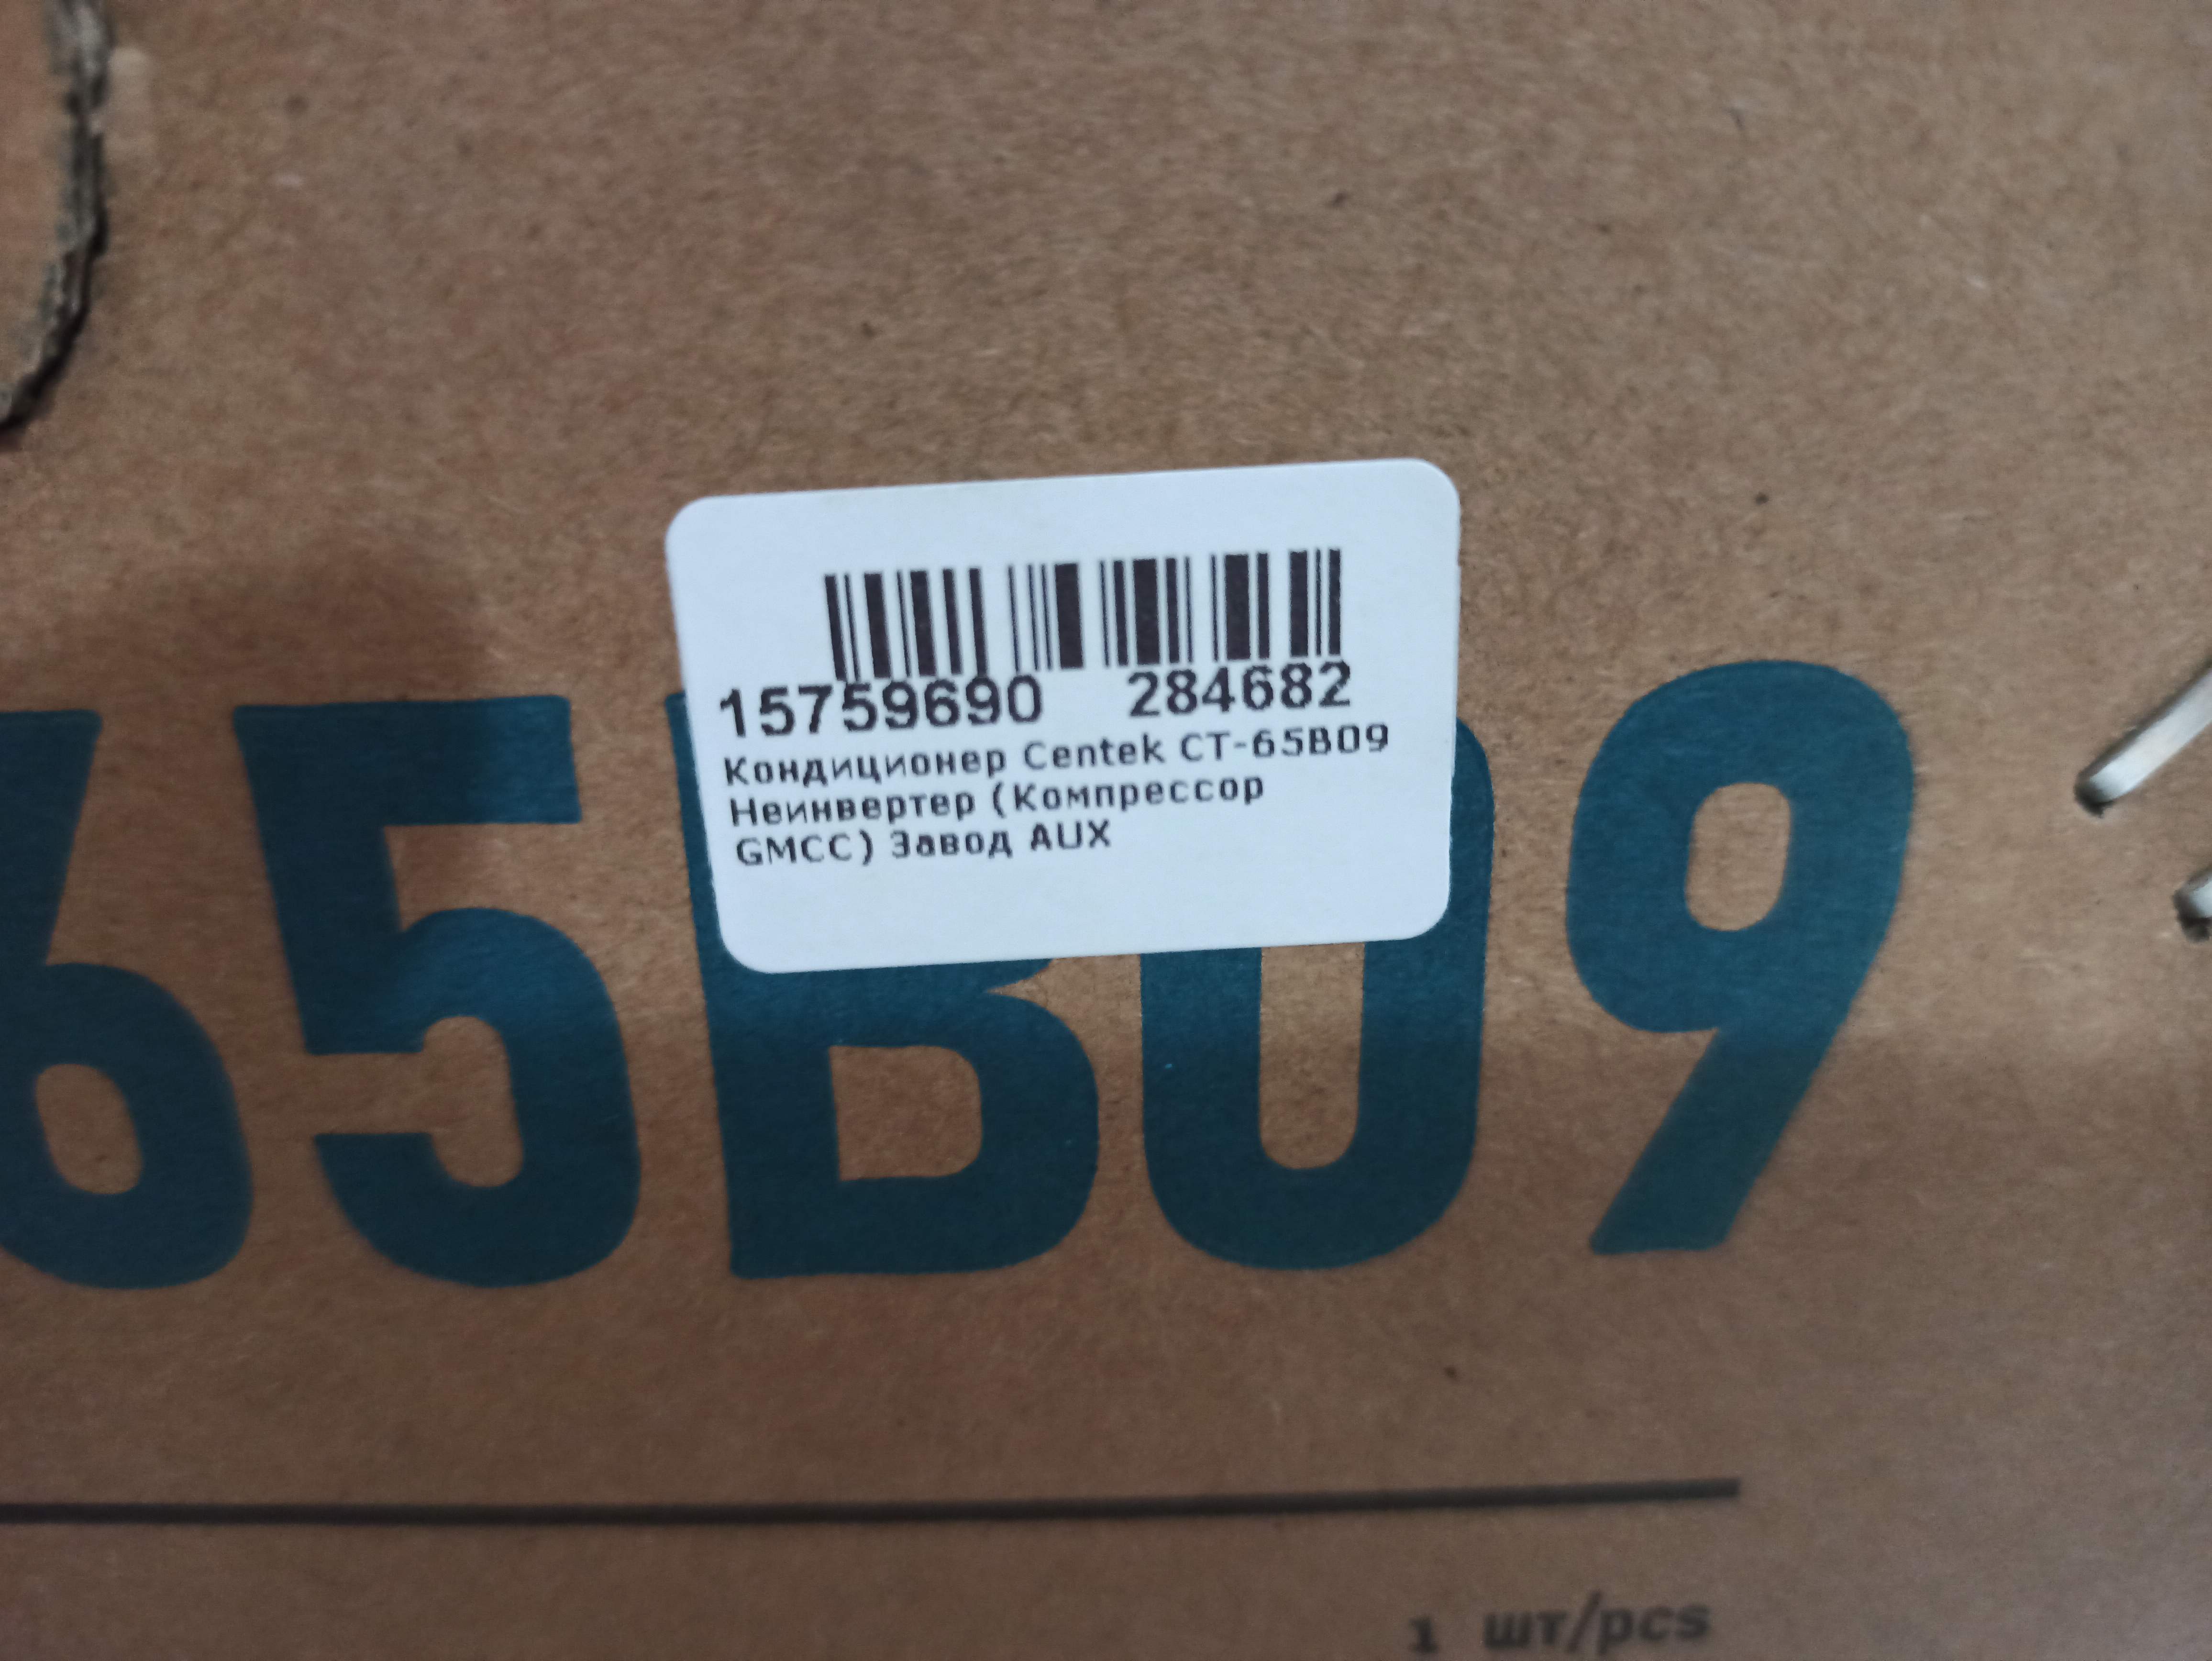 15759690 284682
Кондиционер Centek CT-65B09
Неинвертер (Компрессор
GMCC) Завод AUX
65B09
1 шт/pcs